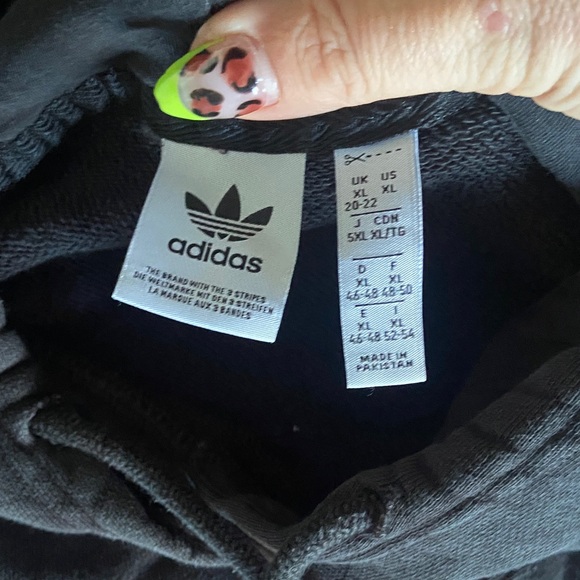 adidas
THE BRAND WITH THE 3 STRIPES
DIE WELTMARKE MIT DEN 3 STREIFEN
LA MARQUE AUX 3 BANDES
UK US
XL XL
20-22
J CDN
5XL XL/TG
D F
XL XL
46-48 48-50
E I
XL XL
46-48 52-54
MADE IN
PAKISTAN